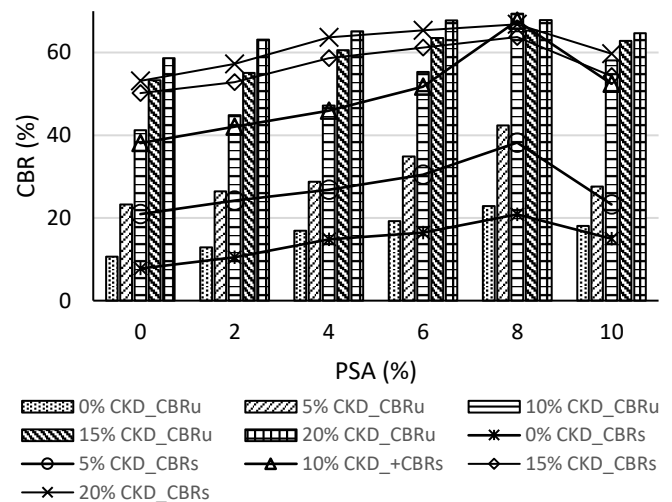 60
40
20
0
CBR (%)
0 2 4 6 8 10
PSA (%)
0% CKD_CBRu 5% CKD_CBRu 10% CKD_CBRu
15% CKD_CBRu 20% CKD_CBRu 0% CKD_CBRs
5% CKD_CBRs 10% CKD_+CBRs 15% CKD_CBRs
20% CKD_CBRs